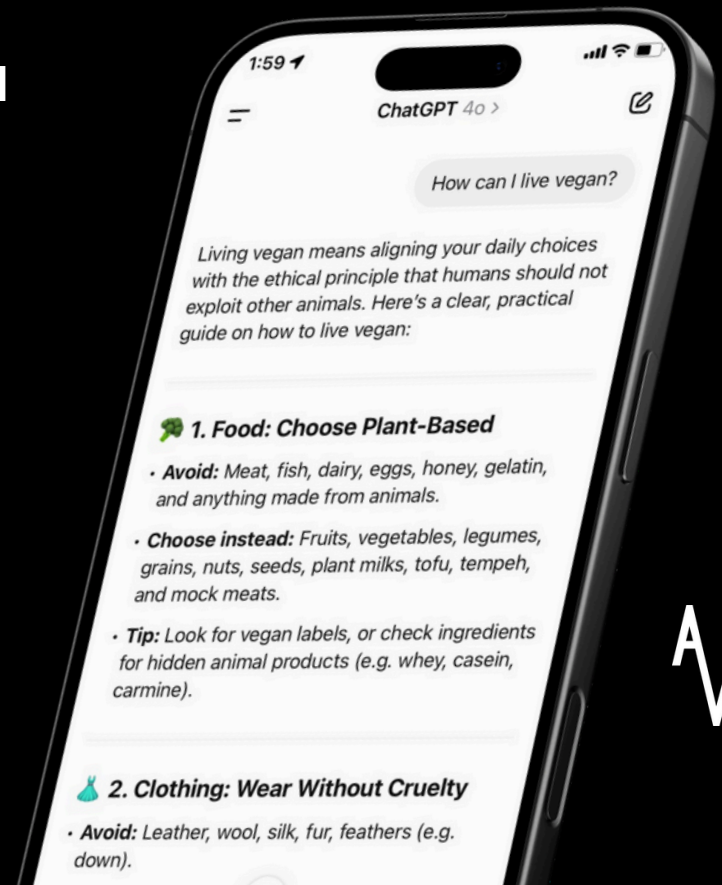 1:59
ChatGPT 4o >
How can I live vegan?
Living vegan means aligning your daily choices
with the ethical principle that humans should not
exploit other animals. Here's a clear, practical
guide on how to live vegan:
🥦 1. Food: Choose Plant-Based
• Avoid: Meat, fish, dairy, eggs, honey, gelatin,
and anything made from animals.
• Choose instead: Fruits, vegetables, legumes,
grains, nuts, seeds, plant milks, tofu, tempeh,
and mock meats.
• Tip: Look for vegan labels, or check ingredients
for hidden animal products (e.g. whey, casein,
carmine).
👗 2. Clothing: Wear Without Cruelty
• Avoid: Leather, wool, silk, fur, feathers (e.g.
down).